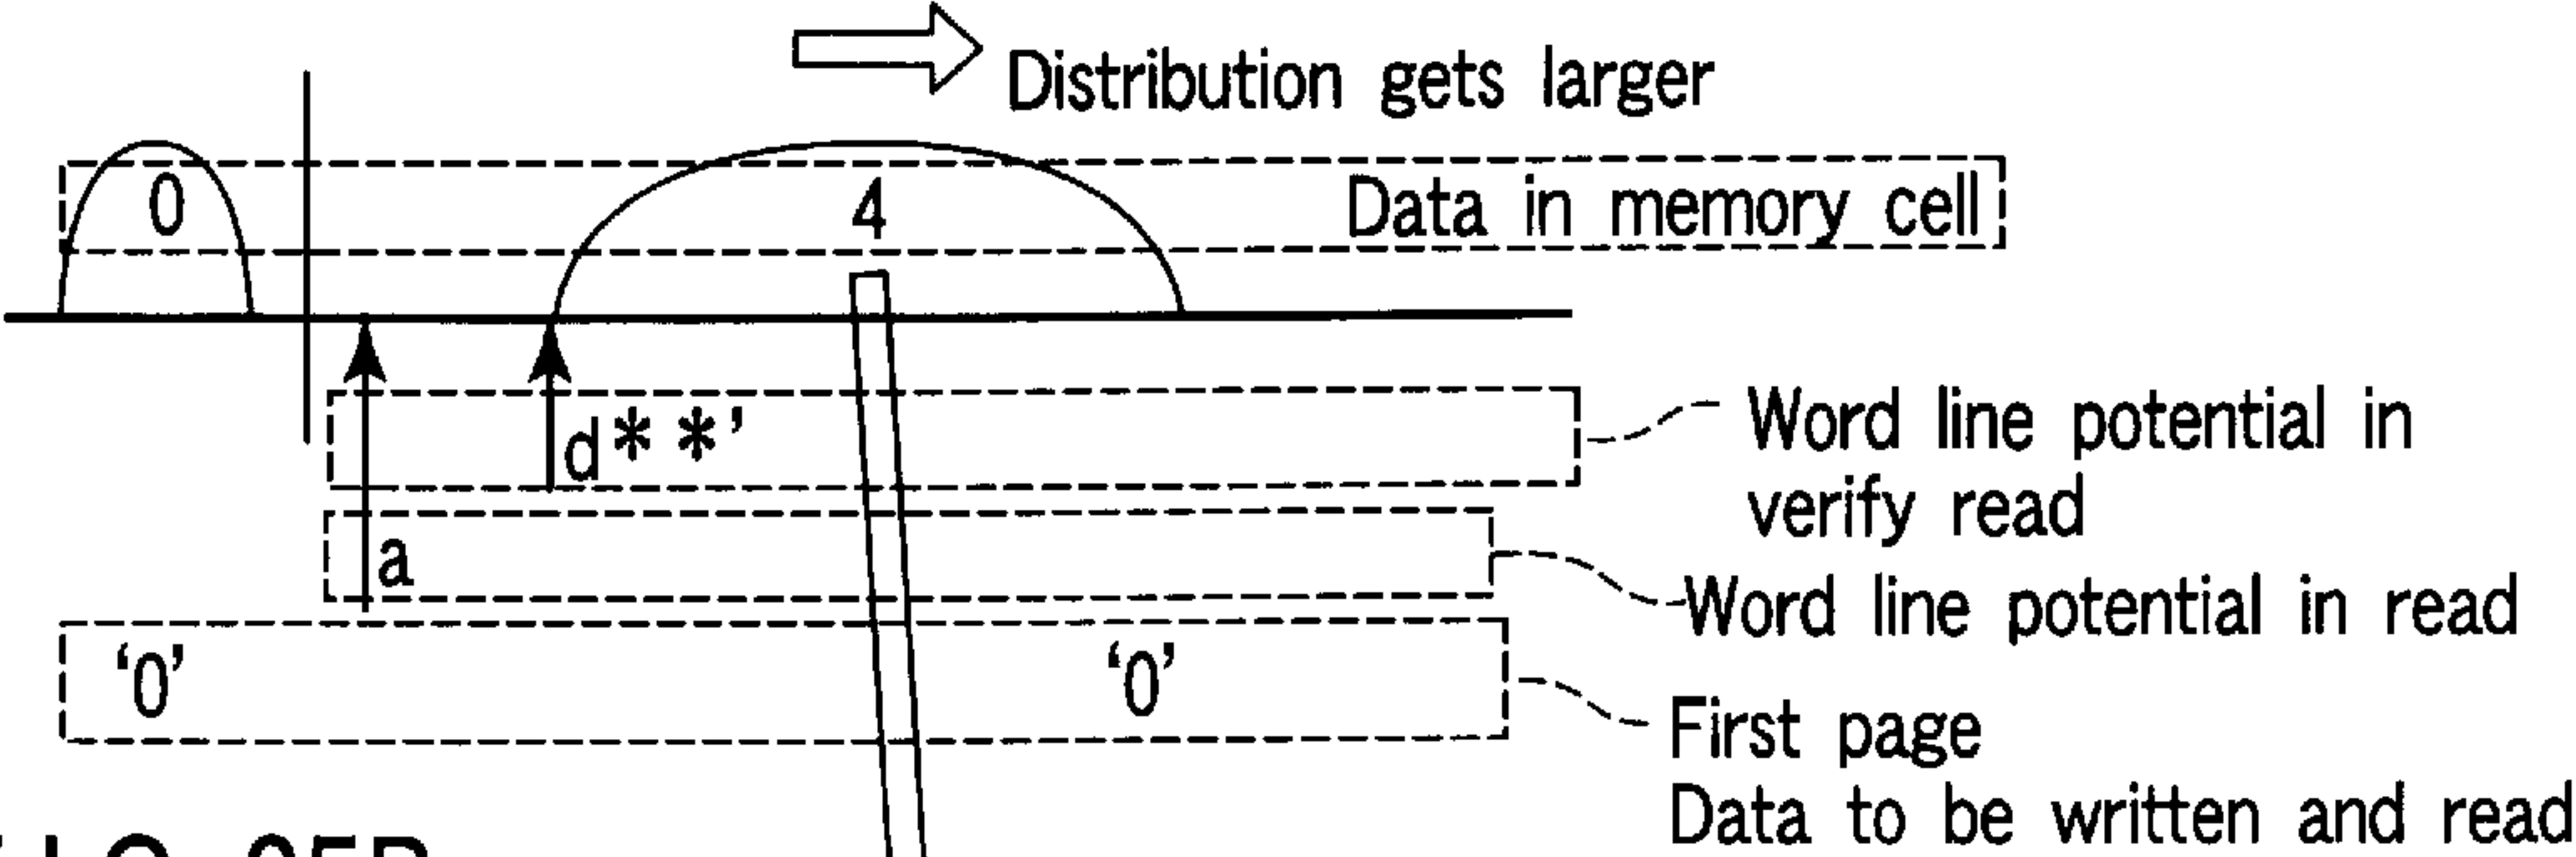 Distribution gets larger
0 4 Data in memory cell
d**’ Word line potential in
verify read
a
Word line potential in read
‘0’ ‘0’
First page
Data to be written and read